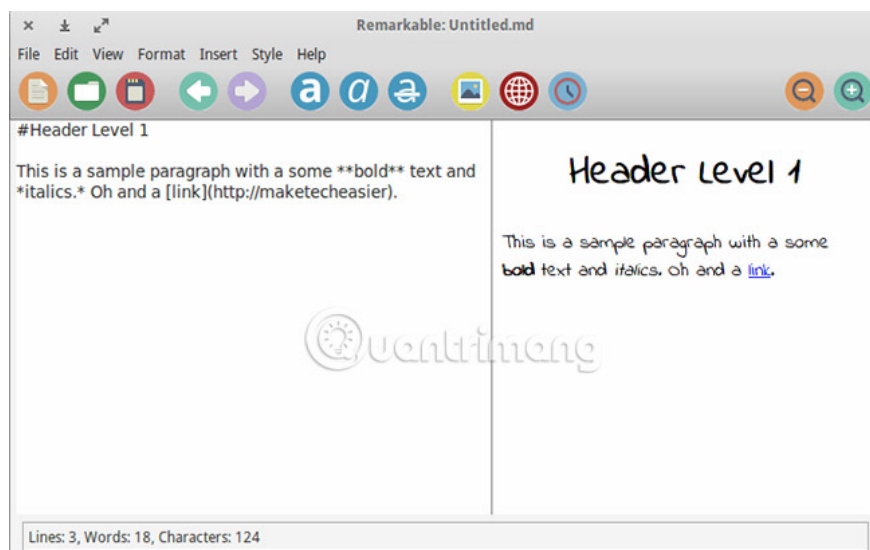 Remarkable: Untitled.md
File Edit View Format Insert Style Help
a a a
#Header Level 1
This is a sample paragraph with a some **bold** text and
*italics.* Oh and a [link](http://maketecheasier).
Header Level 1
This is a sample paragraph with a some
bold text and italics. Oh and a link.
Quantrimang
Lines: 3, Words: 18, Characters: 124